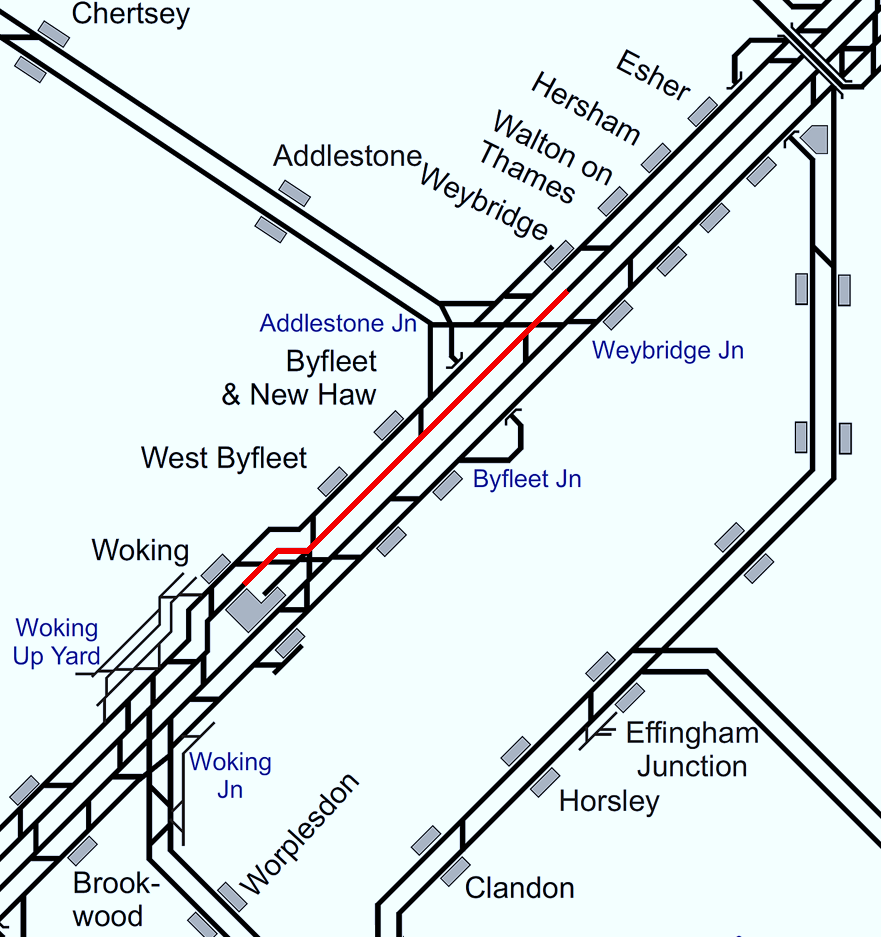 Chertsey
Esher
Hersham
Walton on
Thames
Addlestone
Weybridge
Addlestone Jn
Weybridge Jn
Byfleet
& New Haw
West Byfleet
Byfleet Jn
Woking
Woking
Up Yard
Woking
Jn
Effingham
Junction
Horsley
Worplesdon
Clandon
Brook-
wood